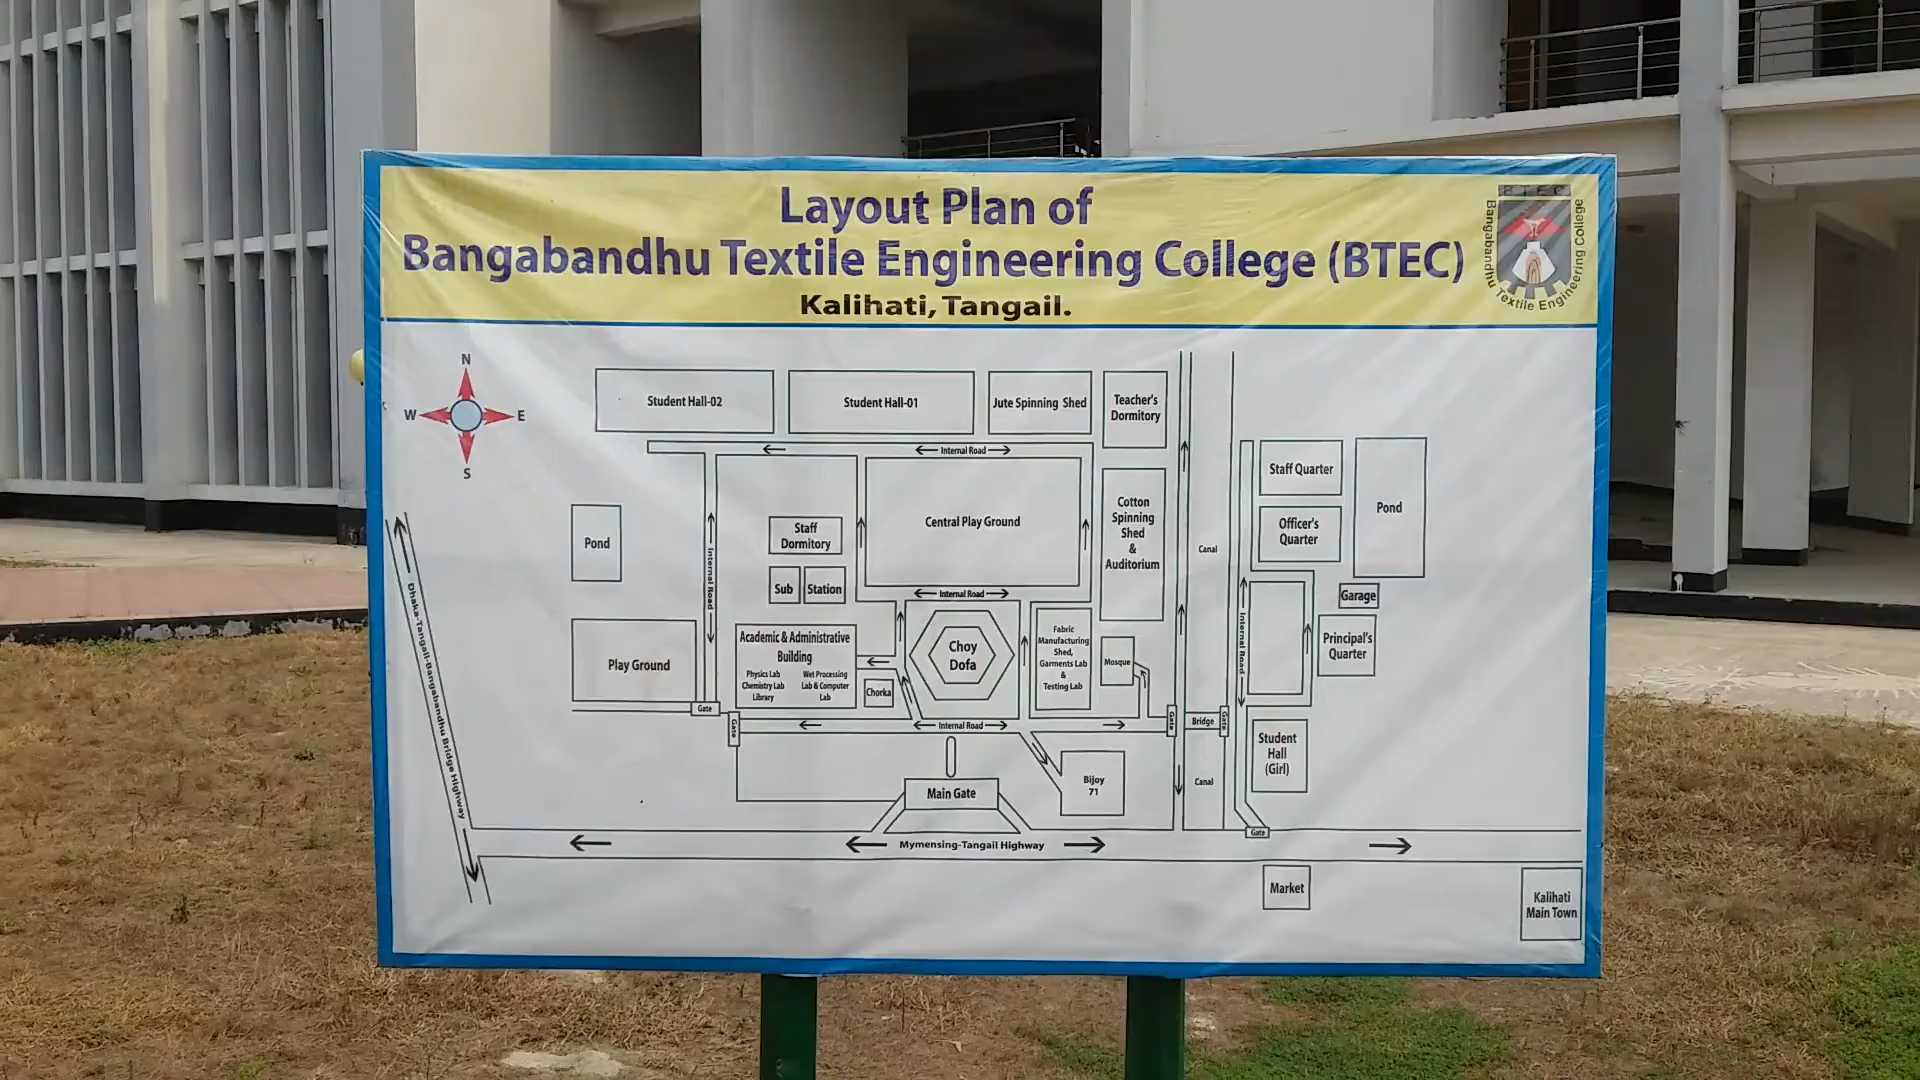 Layout Plan of
Bangabandhu Textile Engineering College (BTEC)
Kalihati, Tangail.
BTEC
Bangabandhu Textile Engineering College
N
W
E
S
Student Hall-02
Student Hall-01
Jute Spinning Shed
Teacher's
Dormitory
Internal Road
Staff Quarter
Pond
Central Play Ground
Cotton
Spinning
Shed
&
Auditorium
Officer's
Quarter
Canal
Pond
Staff
Dormitory
Internal Road
Sub
Station
Internal Road
Garage
Internal Road
Dhaka-Tangail-Bangabandhu Bridge Highway
Play Ground
Academic & Administrative
Building
Physics Lab
Chemistry Lab
Library
Wet Processing
Lab & Computer
Lab
Chorka
Choy
Dofa
Fabric
Manufacturing
Shed,
Garments Lab
&
Testing Lab
Mosque
Principal's
Quarter
Gate
Gate
Internal Road
Gate
Bridge
Gate
Student
Hall
(Girl)
Main Gate
Bijoy
71
Canal
Gate
Mymensing-Tangail Highway
Market
Kalihati
Main Town